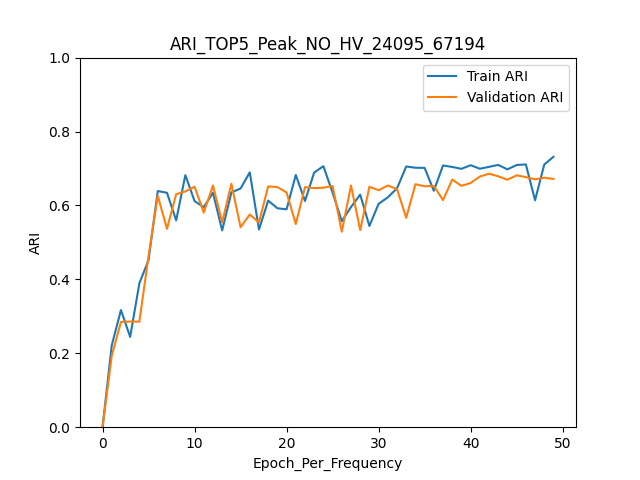 ARI_TOP5_Peak_NO_HV_24095_67194
Train ARI
Validation ARI
1.0
0.8
0.6
0.4
0.2
0.0
ARI
0 10 20 30 40 50
Epoch_Per_Frequency